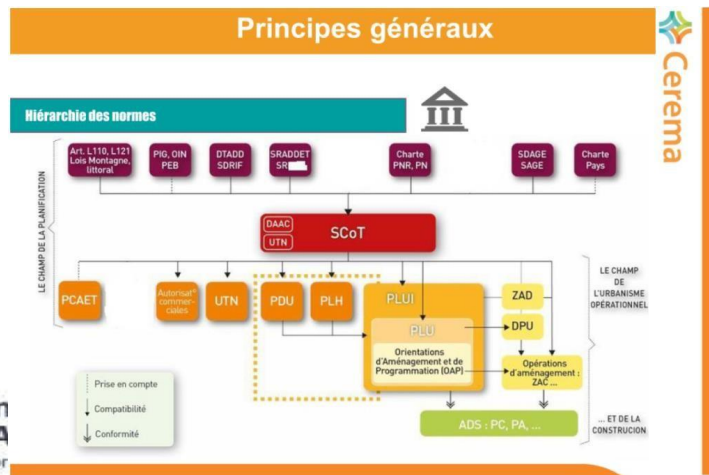 Principes généraux
Cerema
Hiérarchie des normes
LE CHAMP DE LA PLANIFICATION
Art. L110, L121
Lois Montagne,
littoral
PIG, OIN
PEB
DTADD
SDRIF
SRADDET
Charte
PNR, PN
SDAGE
SAGE
Charte
Pays
DAAC
UTN
SCoT
PCAET
Autorisat°
commer-
ciales
UTN
PDU
PLH
PLUI
PLU
Orientations
d'Aménagement et de
Programmation (OAP)
ZAD
DPU
Opérations
d'aménagement :
ZAC ...
LE CHAMP
DE
L'URBANISME
OPÉRATIONNEL
Prise en compte
Compatibilité
Conformité
ADS : PC, PA, ...
... ET DE LA
CONSTRUCION